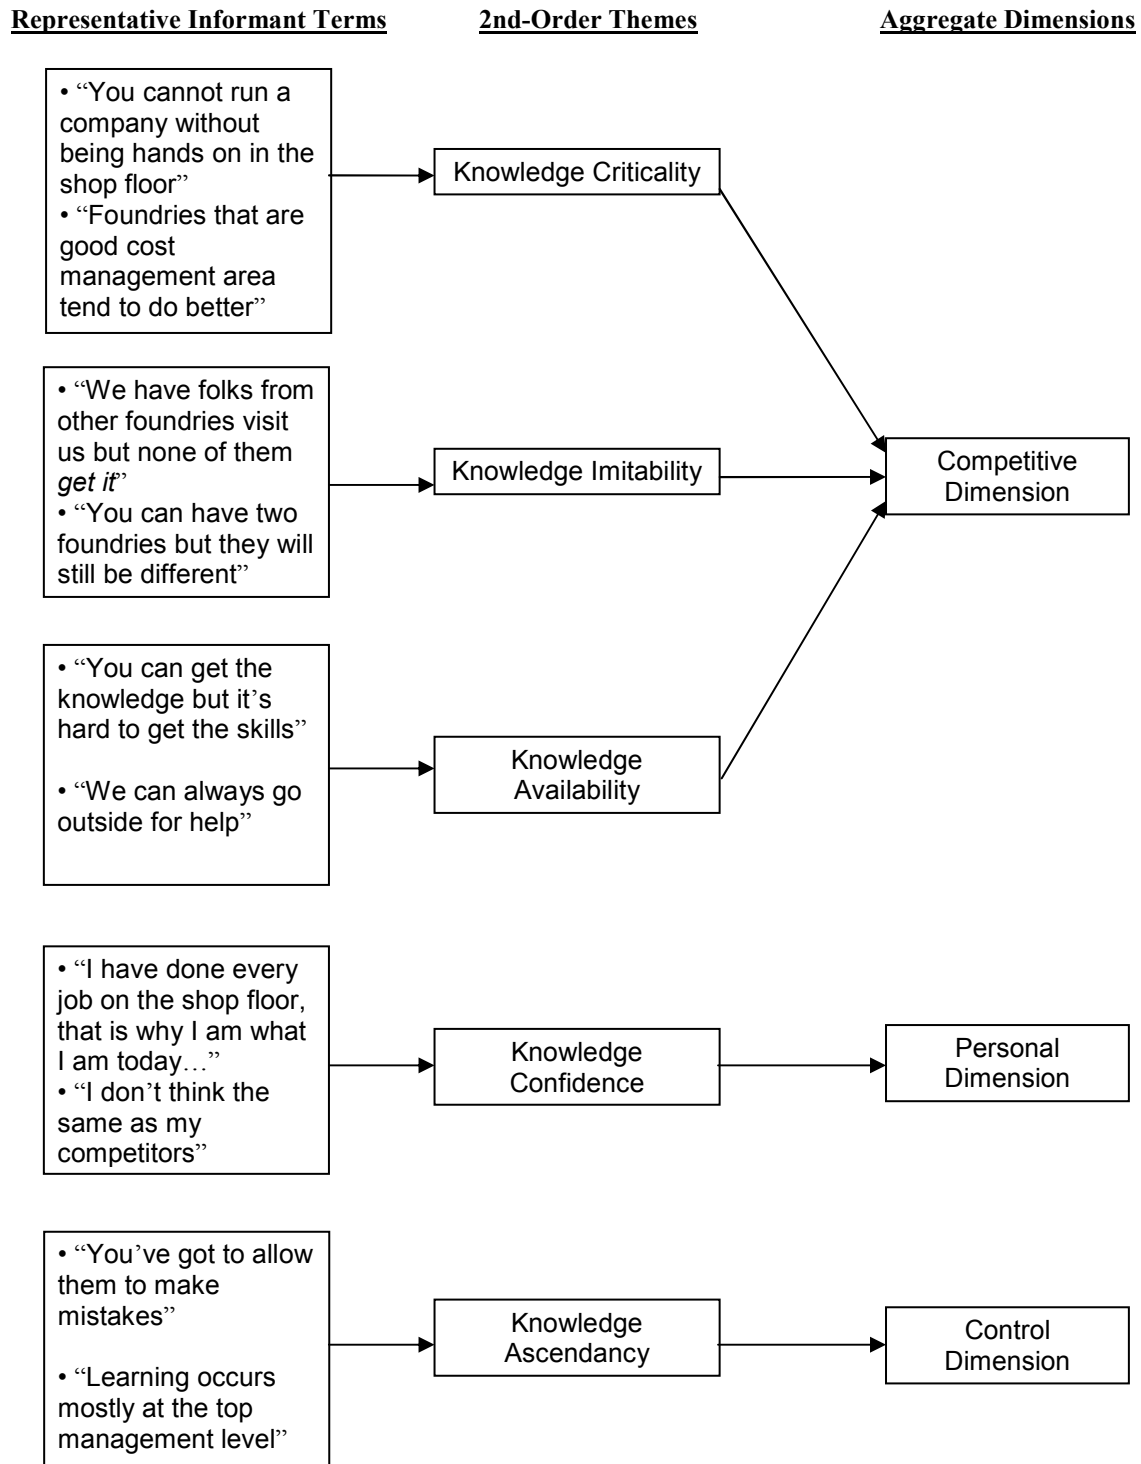 Representative Informant Terms
2nd-Order Themes
Aggregate Dimensions
• “You cannot run a
company without
being hands on in the
shop floor”
• “Foundries that are
good cost
management area
tend to do better”
Knowledge Criticality
• “We have folks from
other foundries visit
us but none of them
get it”
• “You can have two
foundries but they will
still be different”
Knowledge Imitability
Competitive
Dimension
• “You can get the
knowledge but it’s
hard to get the skills”
• “We can always go
outside for help”
Knowledge
Availability
• “I have done every
job on the shop floor,
that is why I am what
I am today…”
• “I don’t think the
same as my
competitors”
Knowledge
Confidence
Personal
Dimension
• “You’ve got to allow
them to make
mistakes”
• “Learning occurs
mostly at the top
management level”
Knowledge
Ascendancy
Control
Dimension